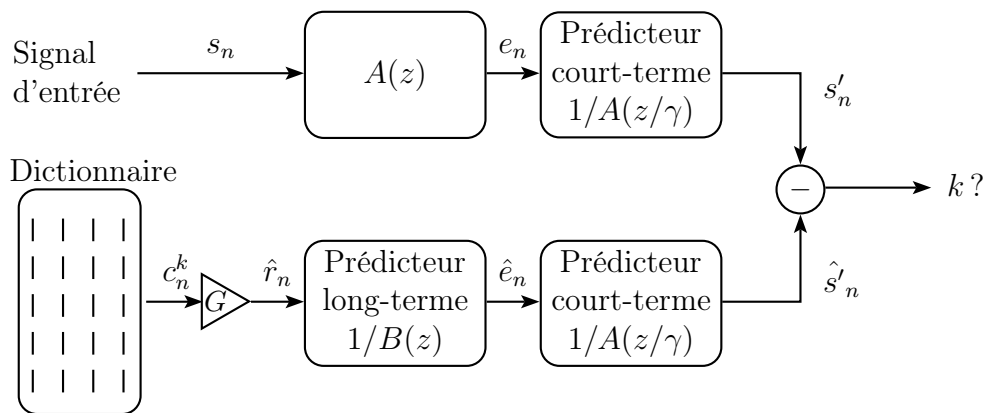 Signal
d'entrée
s_n
A(z)
e_n
Prédicteur
court-terme
1/A(z/γ)
s'_n
Dictionnaire
c_n^k
G
r̂_n
Prédicteur
long-terme
1/B(z)
ê_n
Prédicteur
court-terme
1/A(z/γ)
ŝ'_n
−
k ?